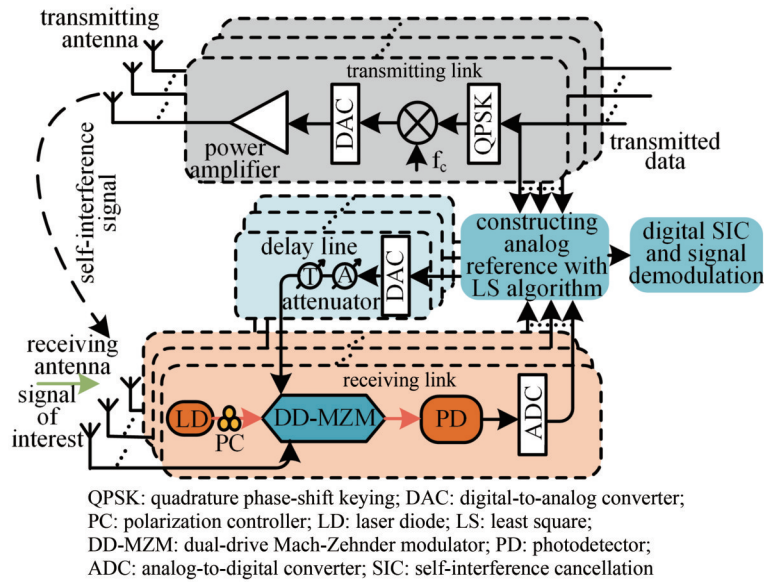 transmitting
antenna
transmitting link
DAC
QPSK
power
amplifier
f_c
transmitted
data
self-interference
signal
delay line
T
A
attenuator
DAC
constructing
analog
reference with
LS algorithm
digital SIC
and signal
demodulation
receiving
antenna
signal of
interest
receiving link
LD
PC
DD-MZM
PD
ADC
QPSK: quadrature phase-shift keying; DAC: digital-to-analog converter;
PC: polarization controller; LD: laser diode; LS: least square;
DD-MZM: dual-drive Mach-Zehnder modulator; PD: photodetector;
ADC: analog-to-digital converter; SIC: self-interference cancellation